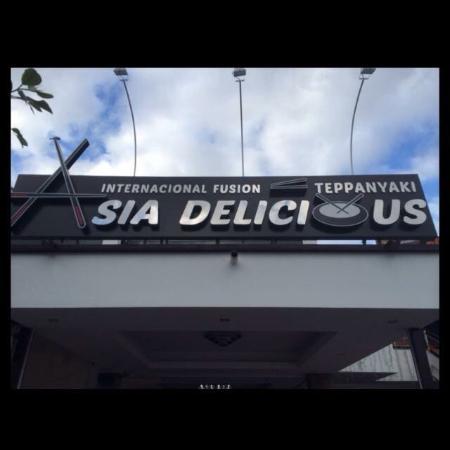 INTERNACIONAL FUSION TEPPANYAKI
ASIA DELICIOUS